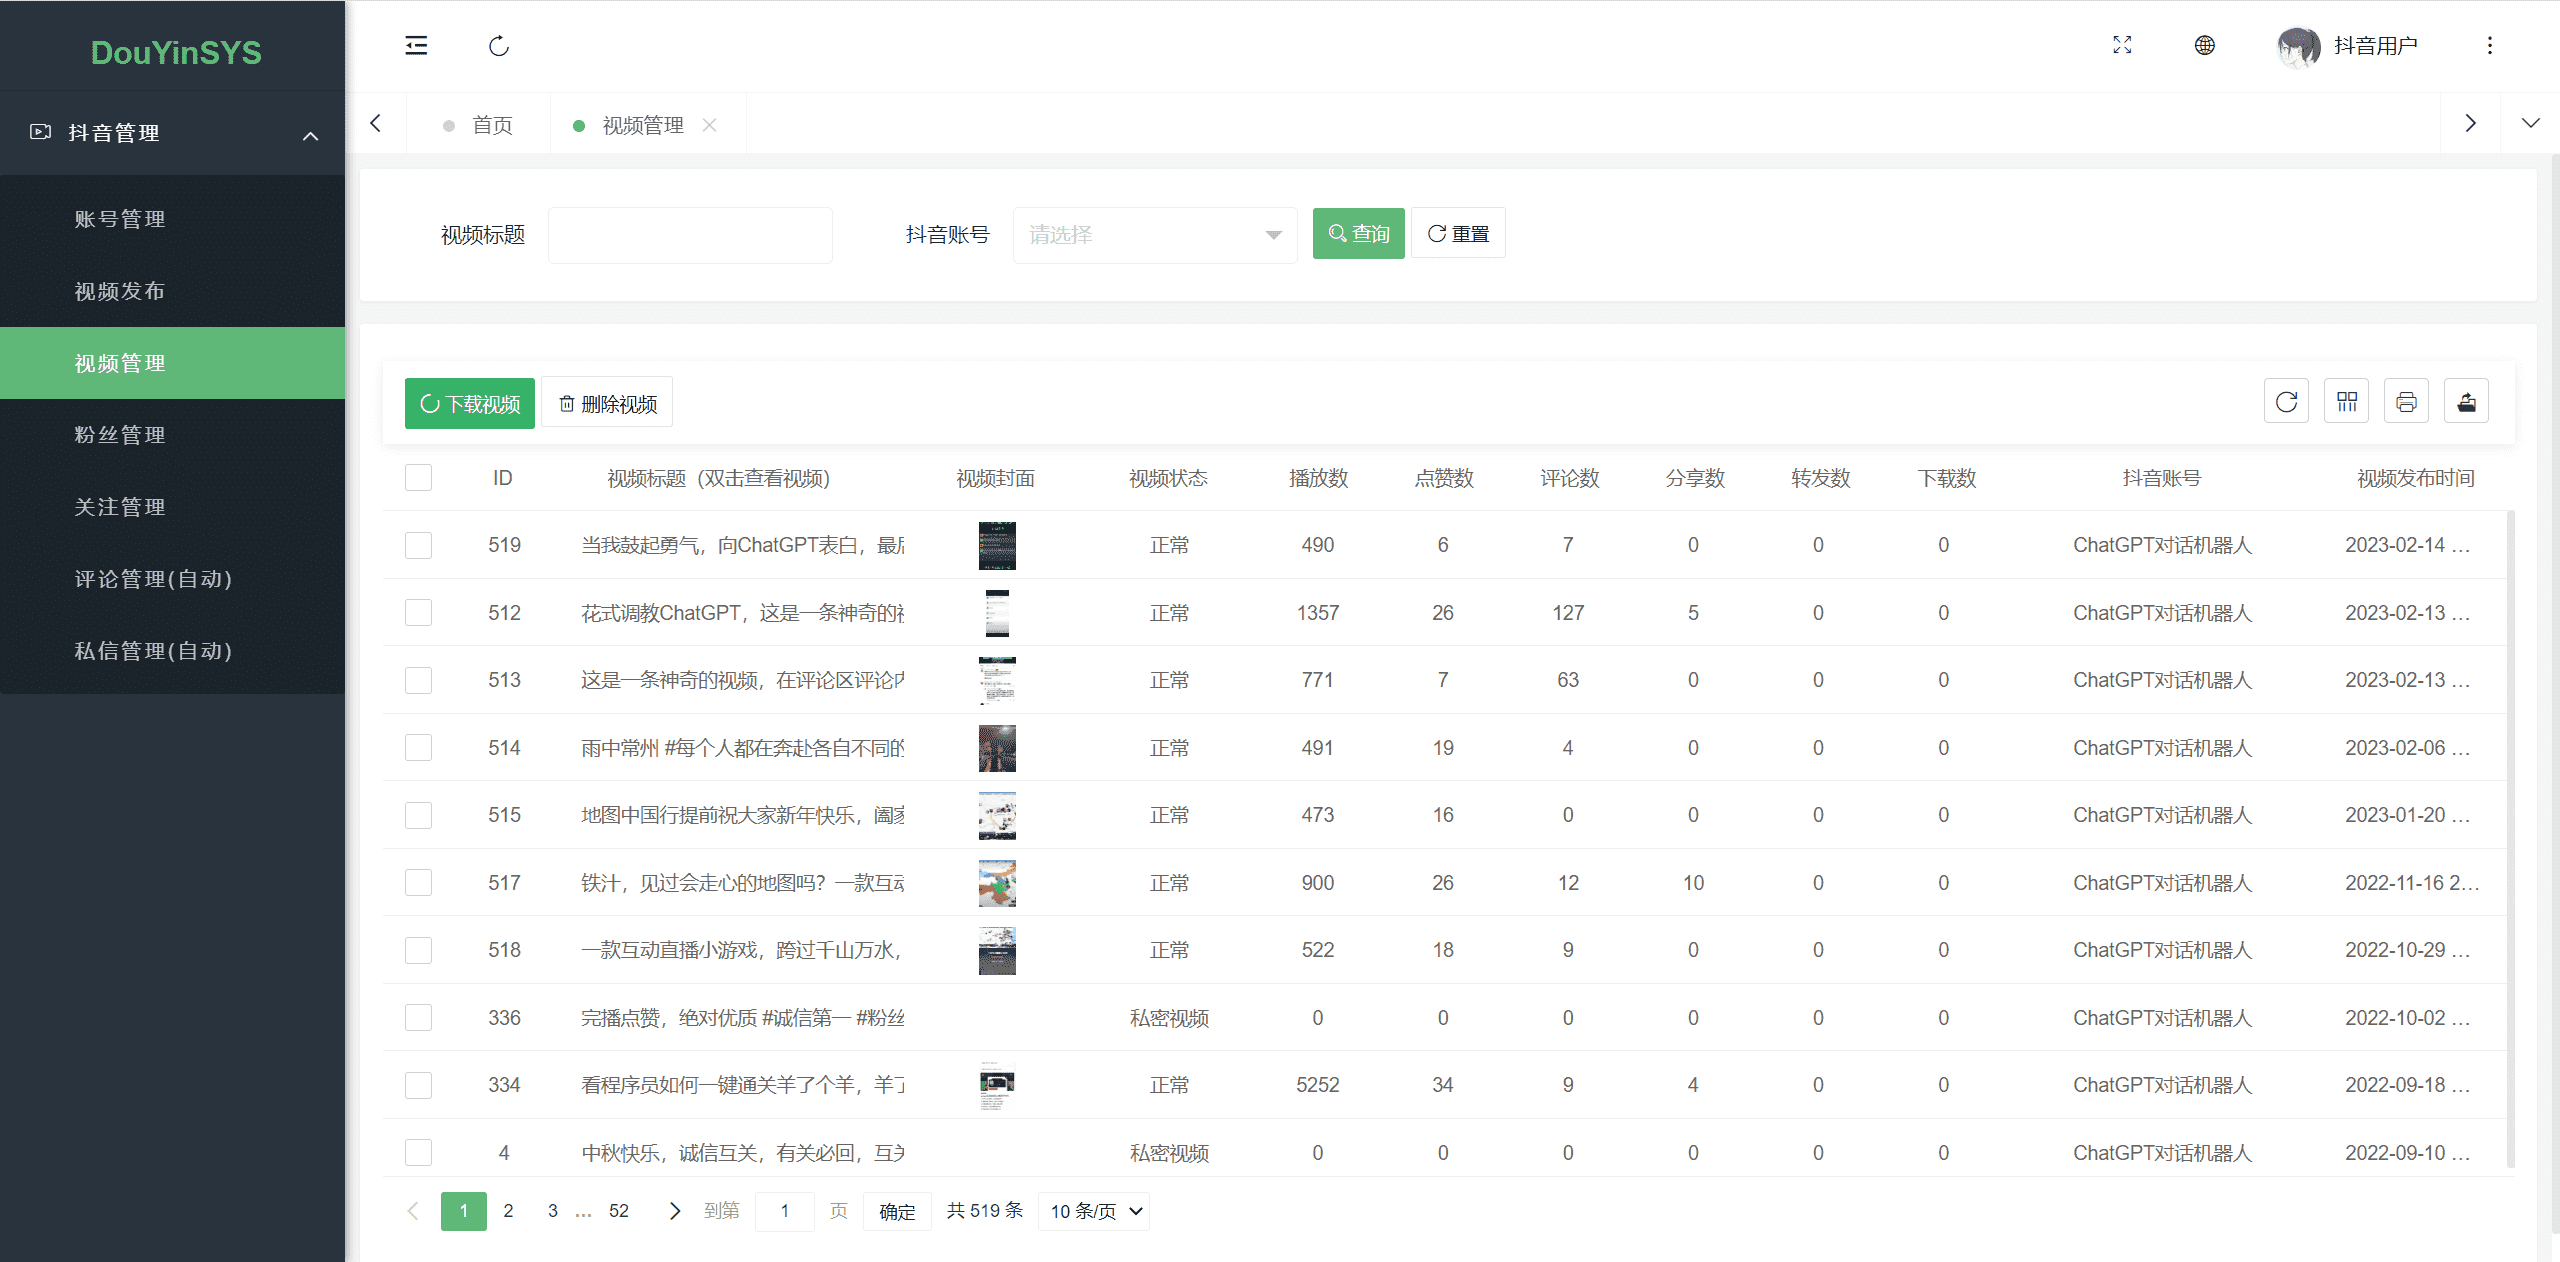 DouYinSYS
抖音管理
账号管理
视频发布
视频管理
粉丝管理
关注管理
评论管理(自动)
私信管理(自动)
抖音用户
首页
视频管理
视频标题
抖音账号 请选择 查询 重置
下载视频 删除视频
ID 视频标题（双击查看视频） 视频封面 视频状态 播放数 点赞数 评论数 分享数 转发数 下载数 抖音账号 视频发布时间
519 当我鼓起勇气，向ChatGPT表白，最后 正常 490 6 7 0 0 0 ChatGPT对话机器人 2023-02-14 ...
512 花式调教ChatGPT，这是一条神奇的 正常 1357 26 127 5 0 0 ChatGPT对话机器人 2023-02-13 ...
513 这是一条神奇的视频，在评论区评论内 正常 771 7 63 0 0 0 ChatGPT对话机器人 2023-02-13 ...
514 雨中常州 #每个人都在奔赴各自不同的 正常 491 19 4 0 0 0 ChatGPT对话机器人 2023-02-06 ...
515 地图中国行提前祝大家新年快乐，阖家 正常 473 16 0 0 0 0 ChatGPT对话机器人 2023-01-20 ...
517 铁汁，见过会走心的地图吗？一款互动 正常 900 26 12 10 0 0 ChatGPT对话机器人 2022-11-16 2...
518 一款互动直播小游戏，跨过千山万水， 正常 522 18 9 0 0 0 ChatGPT对话机器人 2022-10-29 ...
336 完播点赞，绝对优质 #诚信第一 #粉丝 私密视频 0 0 0 0 0 0 ChatGPT对话机器人 2022-10-02 ...
334 看程序员如何一键通关羊了个羊，羊了 正常 5252 34 9 4 0 0 ChatGPT对话机器人 2022-09-18 ...
4 中秋快乐，诚信互关，有关必回，互关 私密视频 0 0 0 0 0 0 ChatGPT对话机器人 2022-09-10 ...
1 2 3 ... 52 到第 1 页 确定 共 519 条 10 条/页